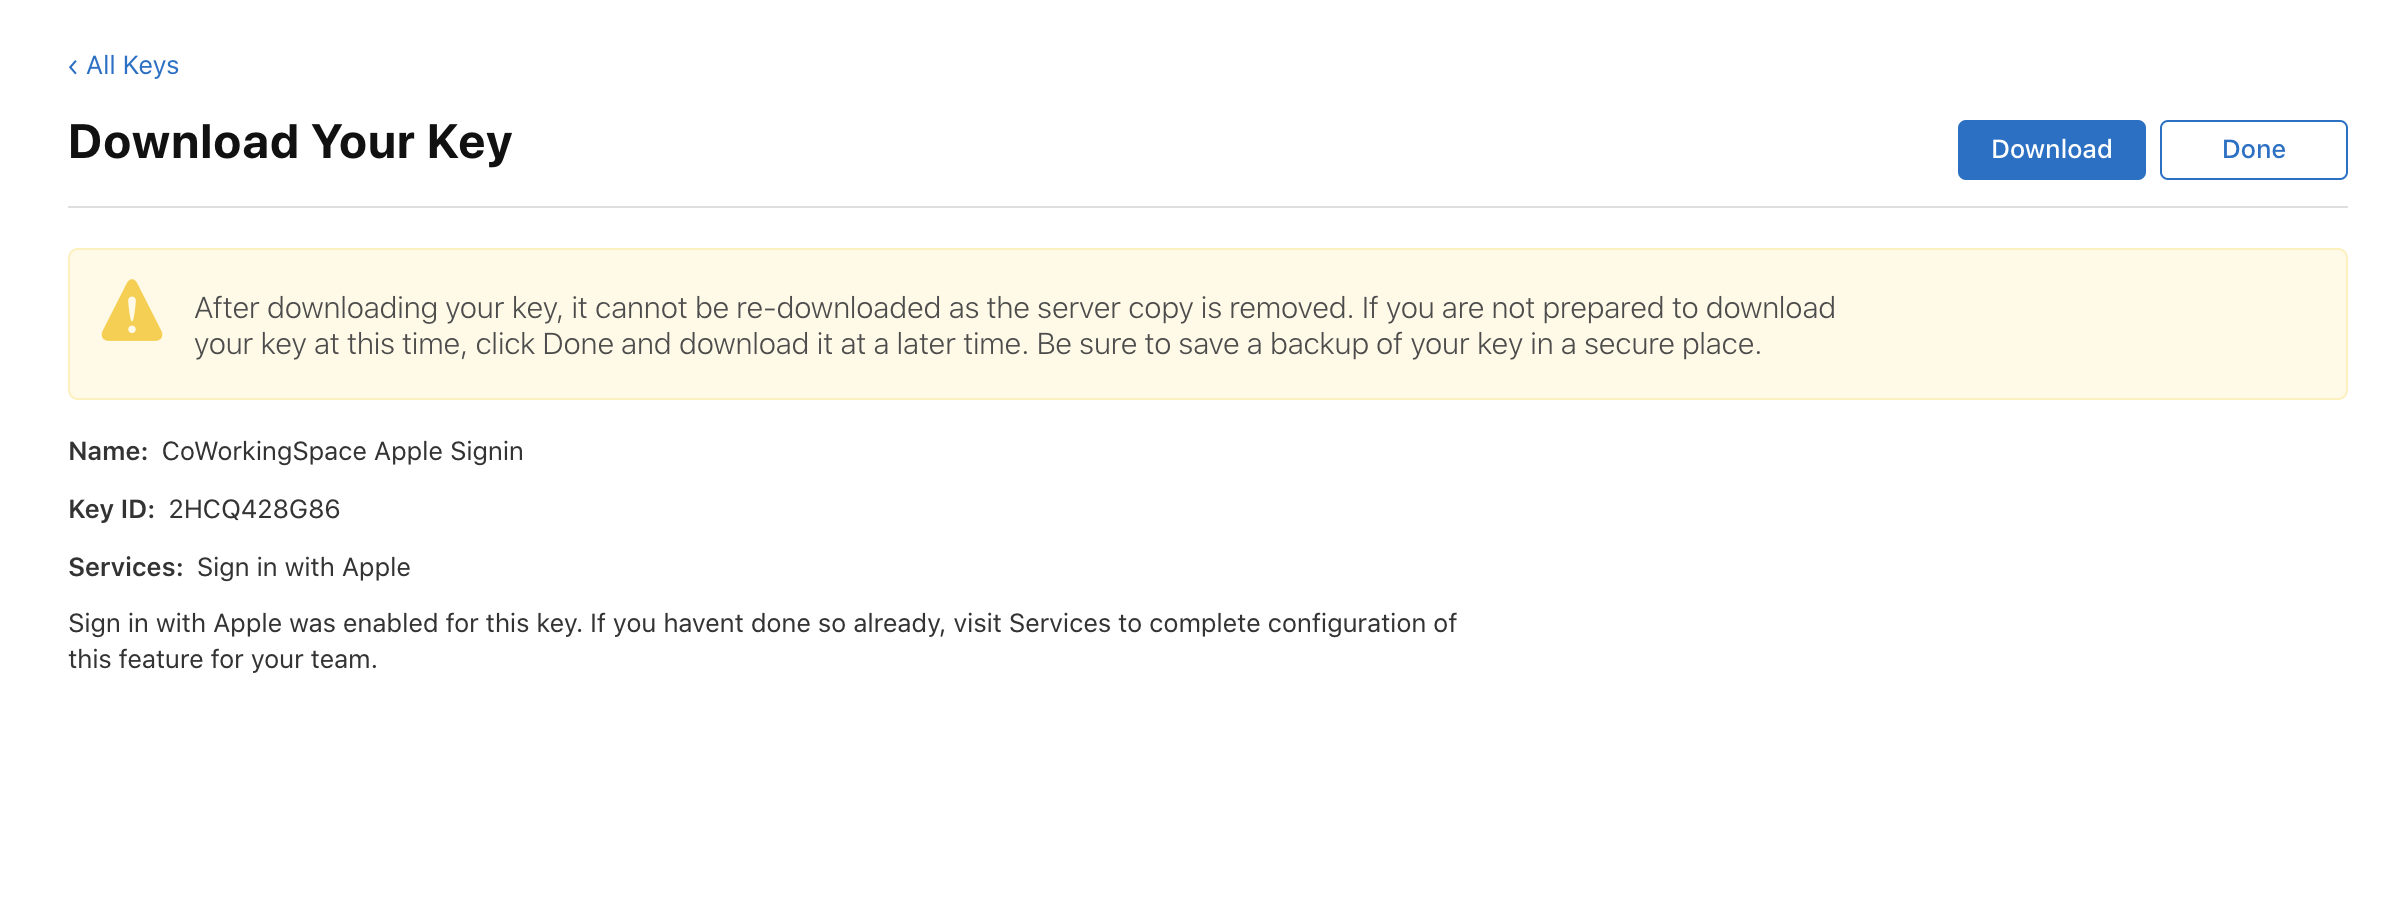 ‹ All Keys
Download Your Key
Download
Done
After downloading your key, it cannot be re-downloaded as the server copy is removed. If you are not prepared to download
your key at this time, click Done and download it at a later time. Be sure to save a backup of your key in a secure place.
Name: CoWorkingSpace Apple Signin
Key ID: 2HCQ428G86
Services: Sign in with Apple
Sign in with Apple was enabled for this key. If you havent done so already, visit Services to complete configuration of
this feature for your team.